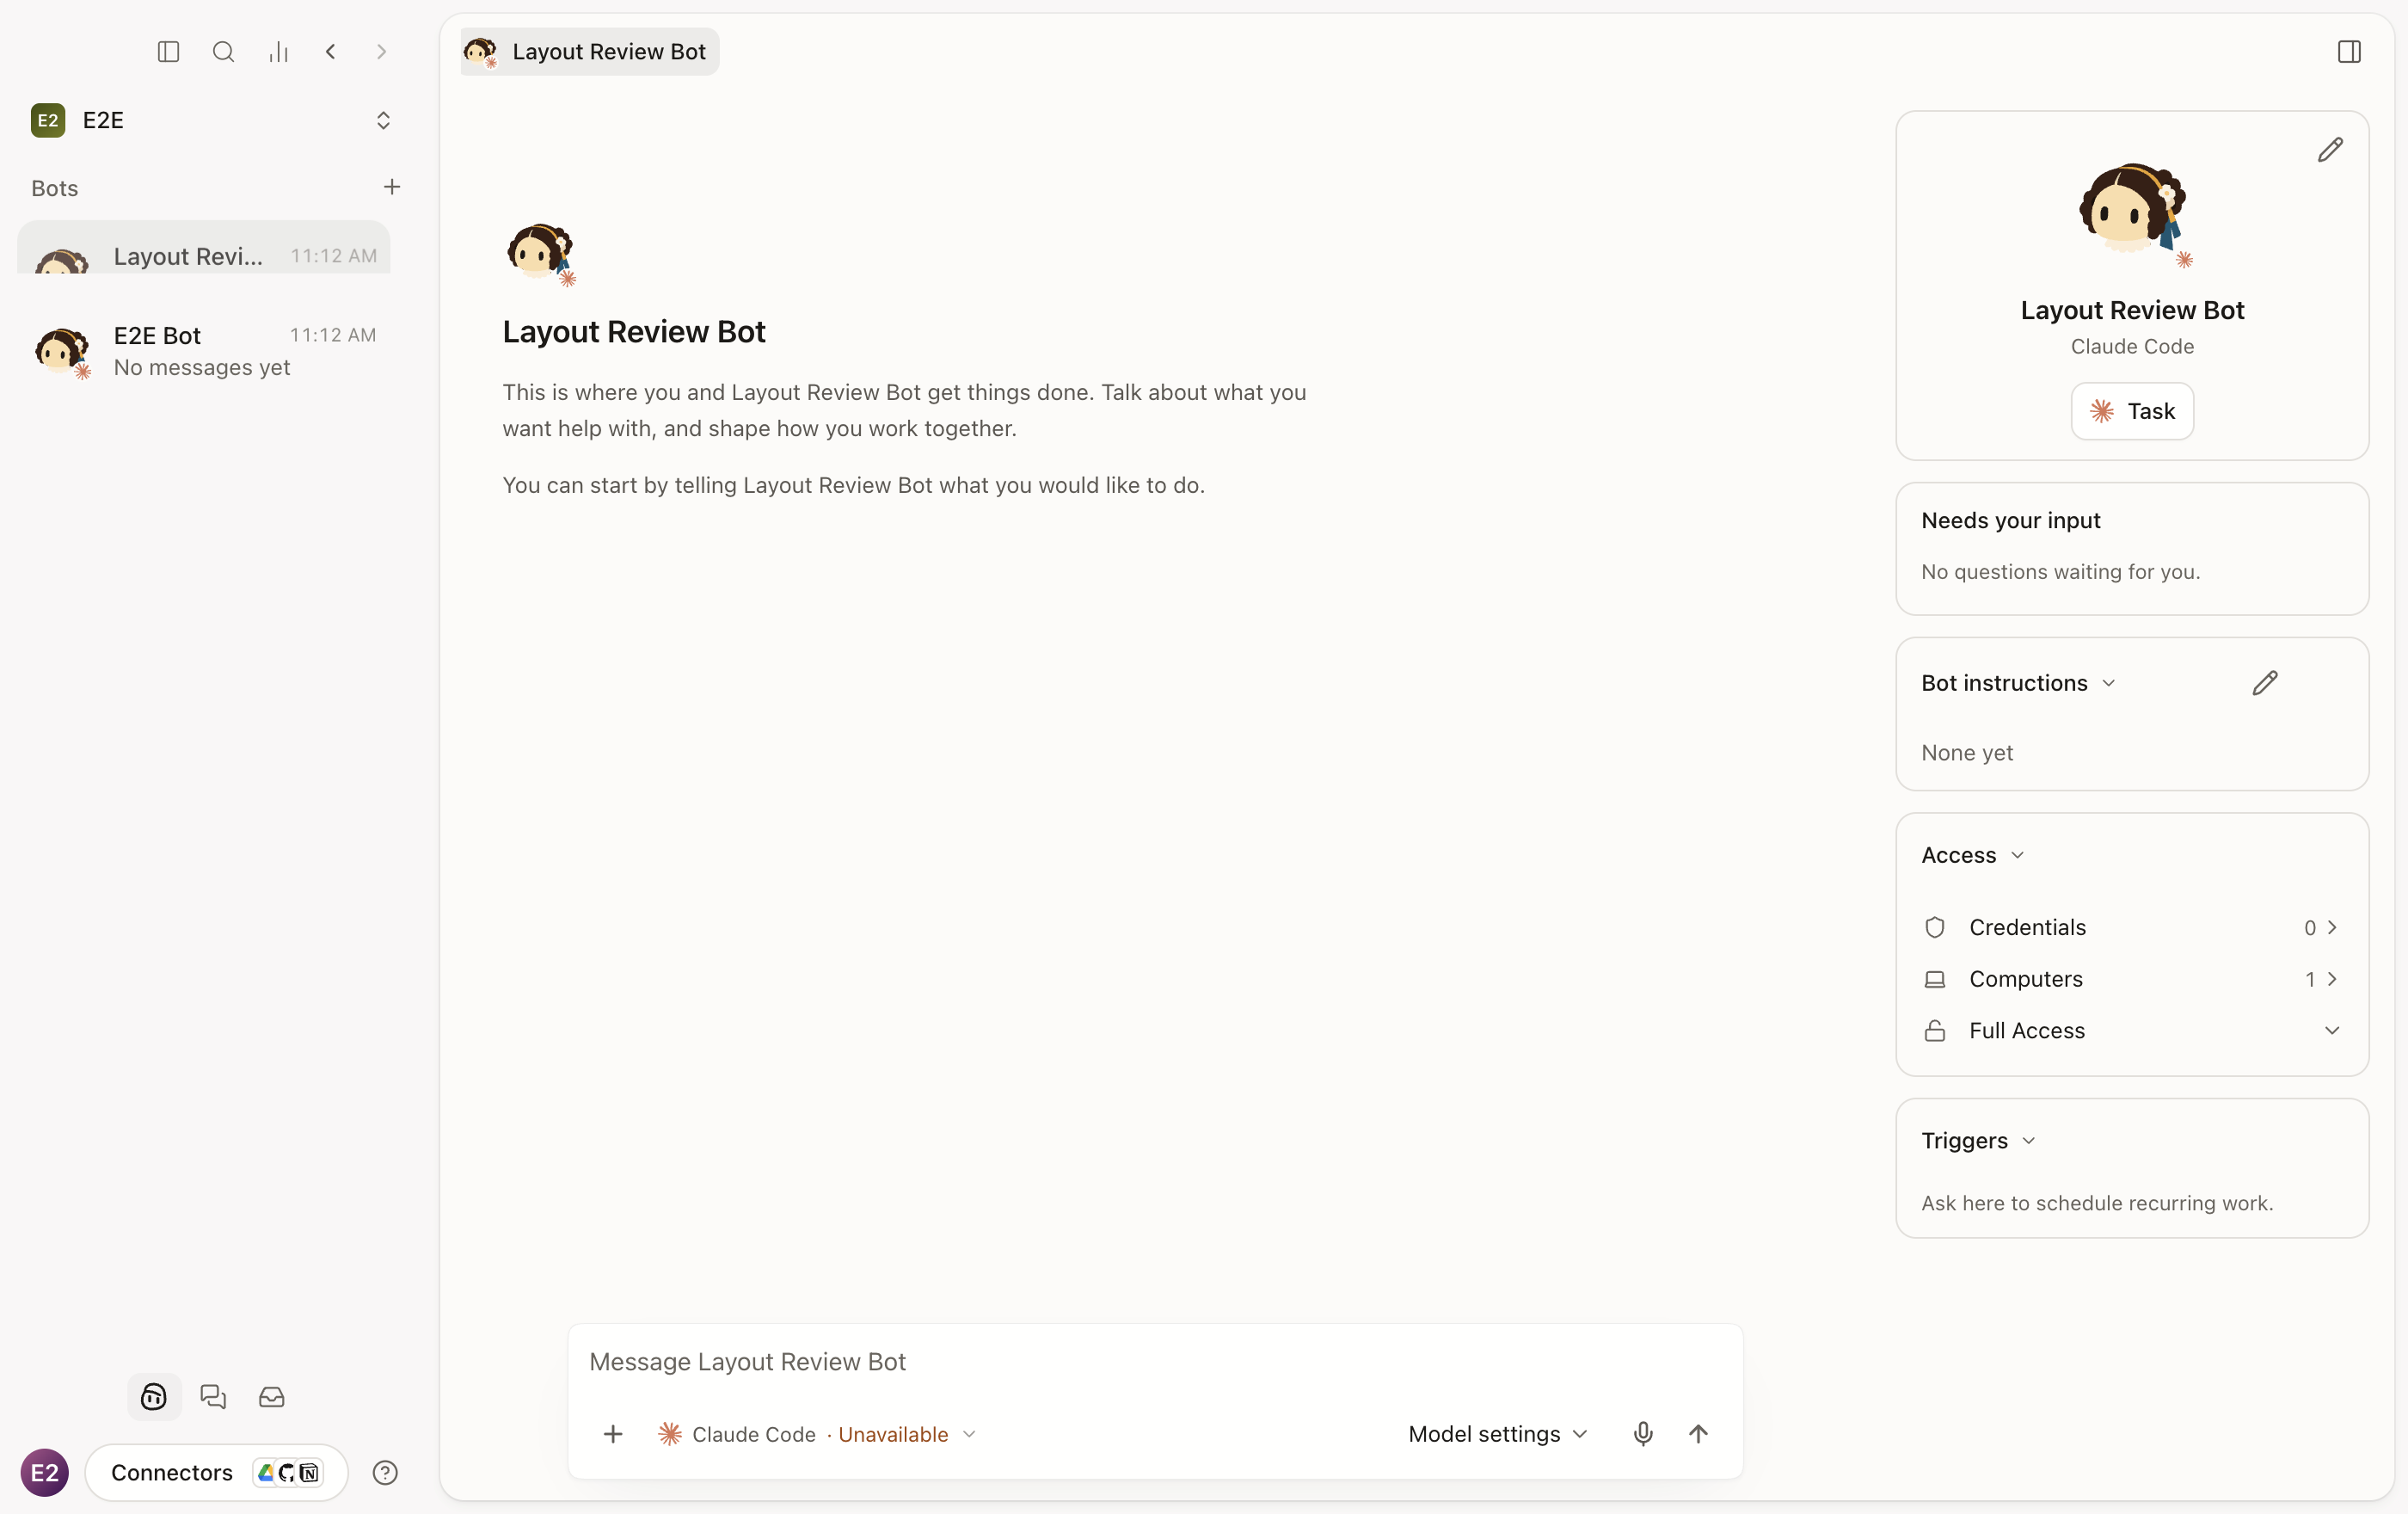 Layout Review Bot
E2 E2E
Bots
Layout Revi... 11:12 AM
E2E Bot 11:12 AM
No messages yet
Layout Review Bot
This is where you and Layout Review Bot get things done. Talk about what you
want help with, and shape how you work together.
You can start by telling Layout Review Bot what you would like to do.
Layout Review Bot
Claude Code
Task
Needs your input
No questions waiting for you.
Bot instructions
None yet
Access
Credentials 0
Computers 1
Full Access
Triggers
Ask here to schedule recurring work.
Message Layout Review Bot
Claude Code · Unavailable
Model settings
E2 Connectors